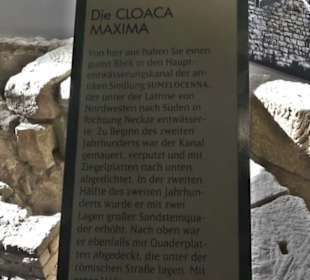 Die CLOACA
MAXIMA
Von hier aus haben Sie einen
guten Blick in den Haupt-
entwässerungskanal der an-
tiken Siedlung SUMELOCENNA,
der unter der Latrine von
Nordwesten nach Süden in
Richtung Neckar entwässer-
te. Zu Beginn des zweiten
Jahrhunderts war der Kanal
gemauert, verputzt und mit
Ziegelplatten nach unten
abgedichtet. In der zweiten
Hälfte des zweiten Jahrhun-
derts wurde er mit zwei
Lagen großer Sandsteinqua-
der erhöht. Nach oben war
er ebenfalls mit Quaderplat-
ten abgedeckt, die unter der
römischen Straße lagen. Mit